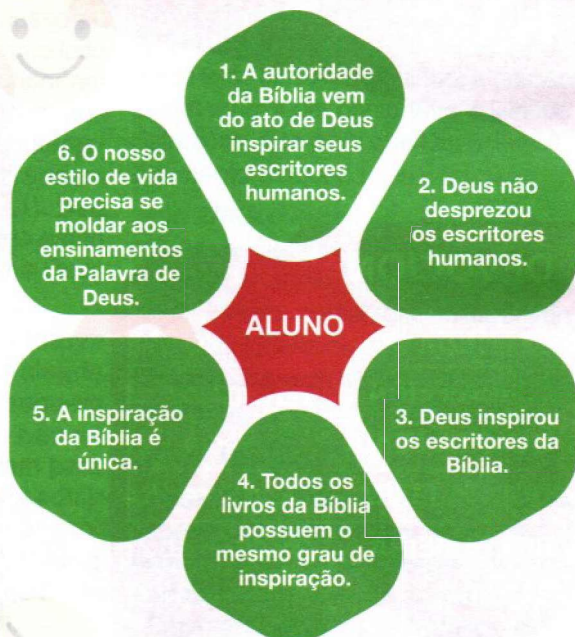 1. A autoridade
da Bíblia vem
do ato de Deus
inspirar seus
escritores
humanos.
2. Deus não
desprezou
os escritores
humanos.
3. Deus inspirou
os escritores da
Bíblia.
4. Todos os
livros da Bíblia
possuem o
mesmo grau de
inspiração.
5. A inspiração
da Bíblia é
única.
6. O nosso
estilo de vida
precisa se
moldar aos
ensinamentos
da Palavra de
Deus.
ALUNO